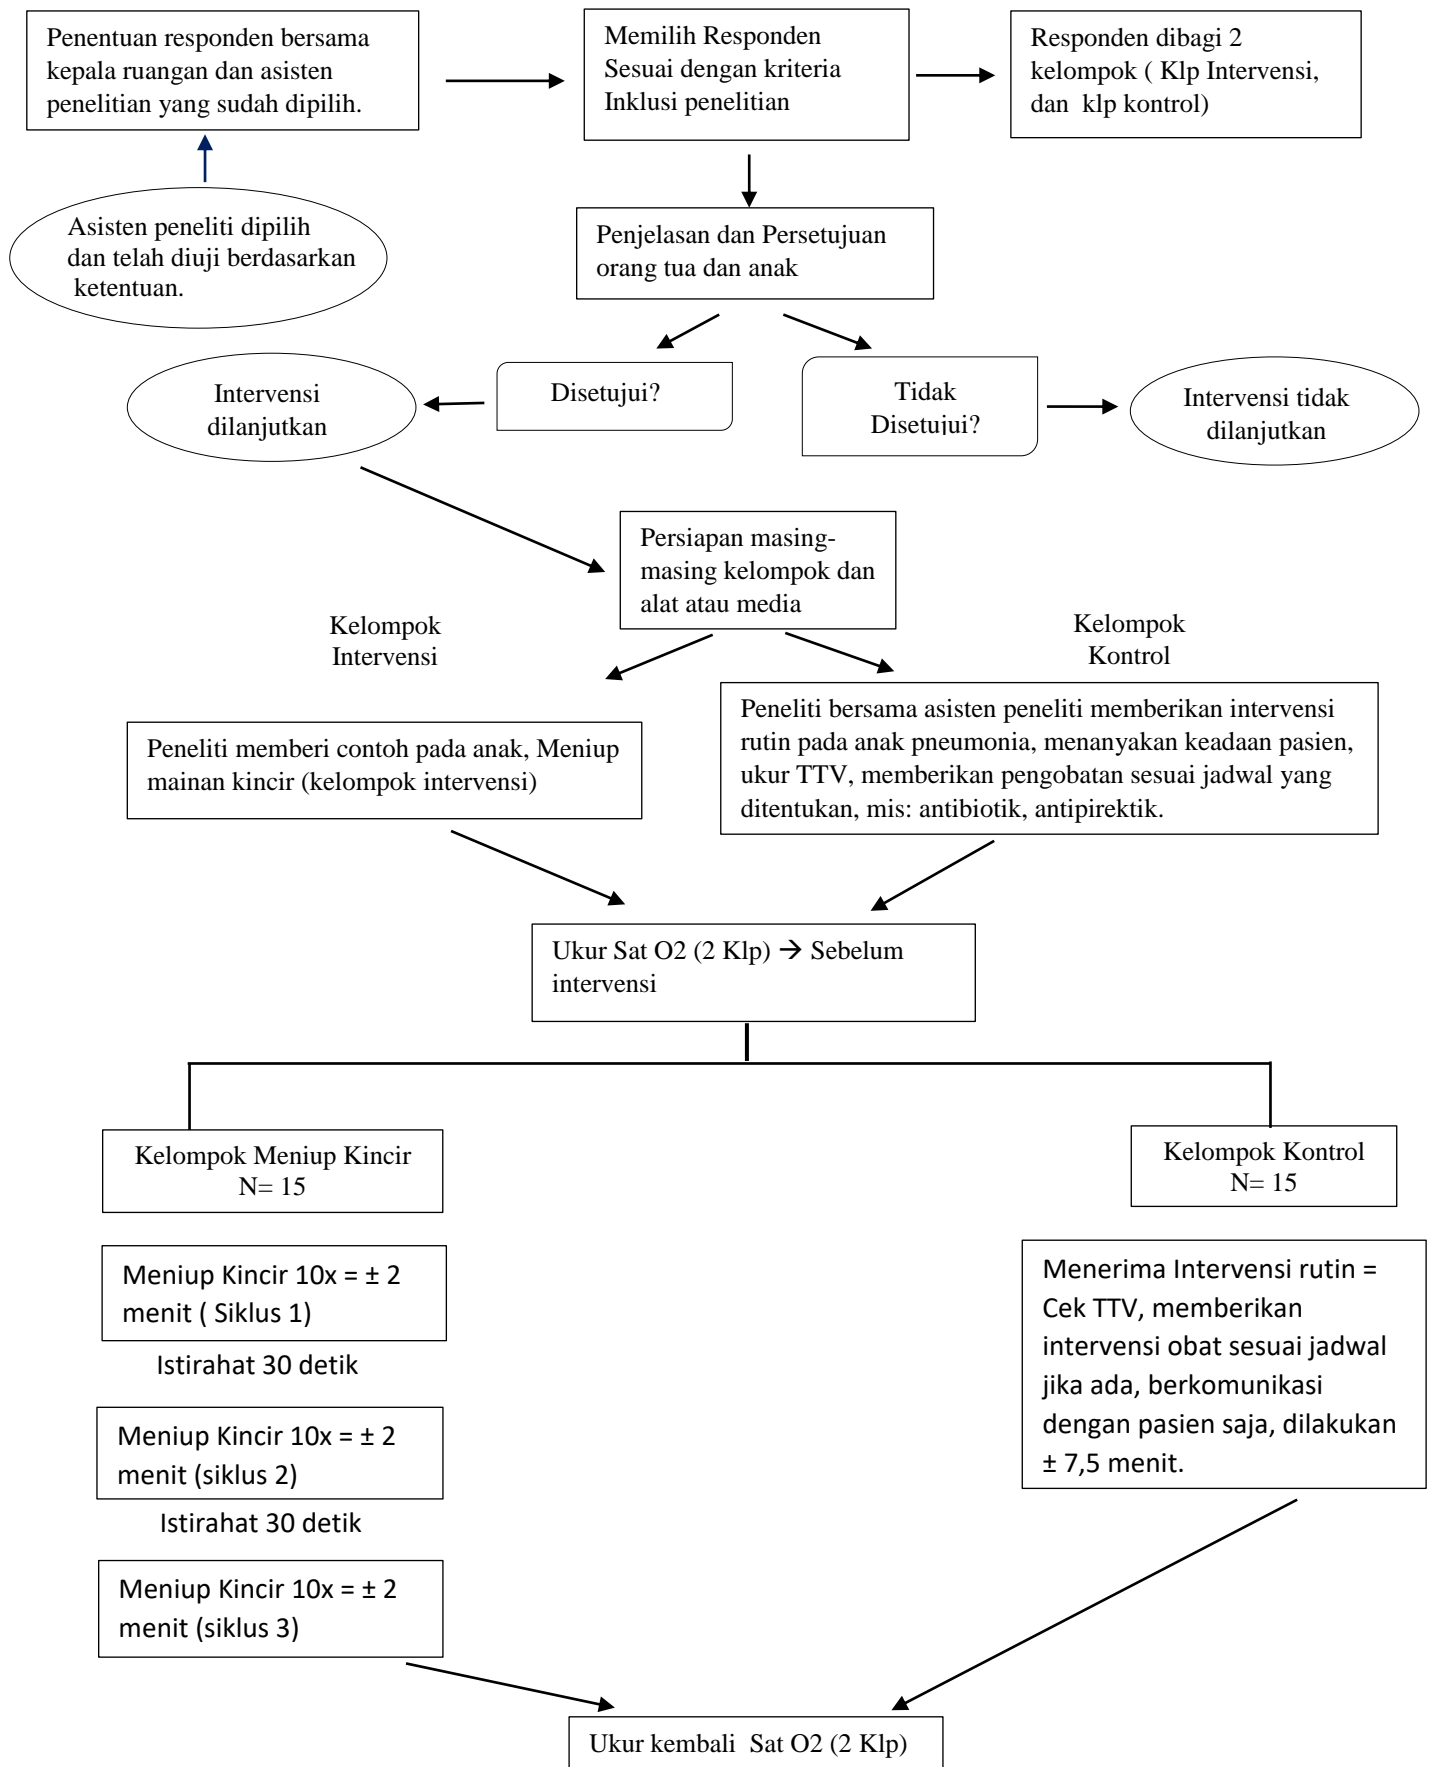 Penentuan responden bersama
kepala ruangan dan asisten
penelitian yang sudah dipilih.
Memilih Responden
Sesuai dengan kriteria
Inklusi penelitian
Responden dibagi 2
kelompok ( Klp Intervensi,
dan klp kontrol)
Asisten peneliti dipilih
dan telah diuji berdasarkan
ketentuan.
Penjelasan dan Persetujuan
orang tua dan anak
Intervensi
dilanjutkan
Disetujui?
Tidak
Disetujui?
Intervensi tidak
dilanjutkan
Persiapan masing-
masing kelompok dan
alat atau media
Kelompok
Intervensi
Kelompok
Kontrol
Peneliti memberi contoh pada anak, Meniup
mainan kincir (kelompok intervensi)
Peneliti bersama asisten peneliti memberikan intervensi
rutin pada anak pneumonia, menanyakan keadaan pasien,
ukur TTV, memberikan pengobatan sesuai jadwal yang
ditentukan, mis: antibiotik, antipirektik.
Ukur Sat O2 (2 Klp) → Sebelum
intervensi
Kelompok Meniup Kincir
N= 15
Kelompok Kontrol
N= 15
Meniup Kincir 10x = ± 2
menit ( Siklus 1)
Istirahat 30 detik
Meniup Kincir 10x = ± 2
menit (siklus 2)
Istirahat 30 detik
Meniup Kincir 10x = ± 2
menit (siklus 3)
Menerima Intervensi rutin =
Cek TTV, memberikan
intervensi obat sesuai jadwal
jika ada, berkomunikasi
dengan pasien saja, dilakukan
± 7,5 menit.
Ukur kembali Sat O2 (2 Klp)